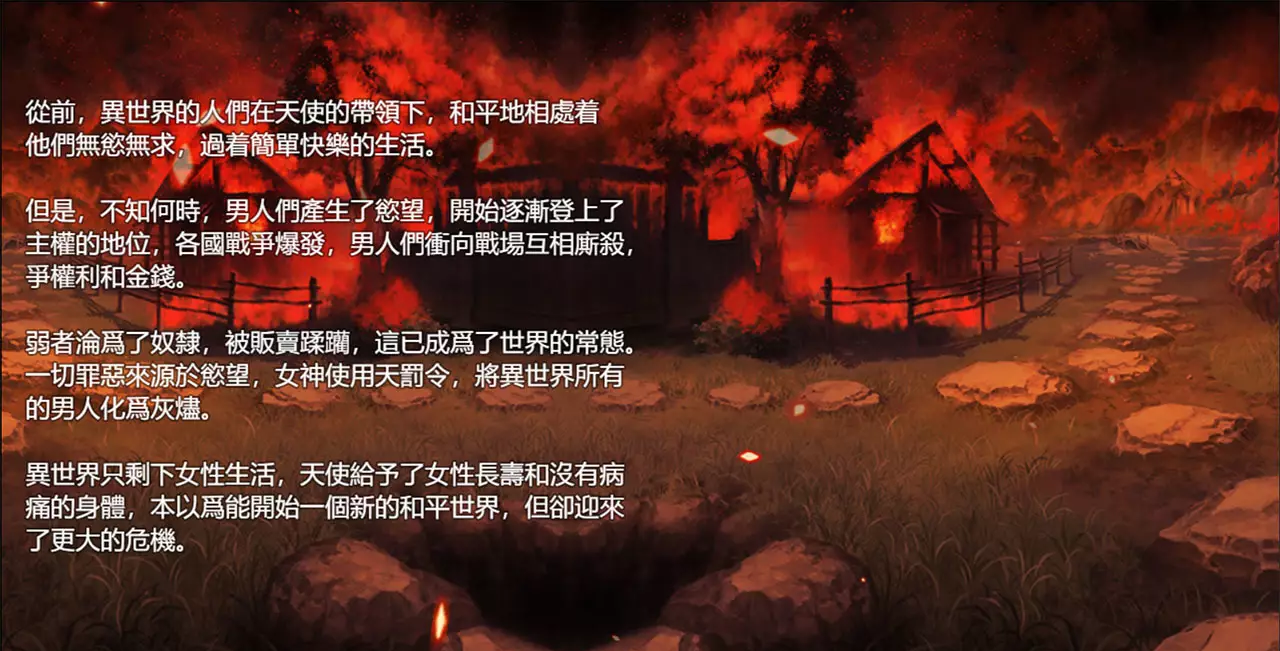 從前，異世界的人們在天使的帶領下，和平地相處着
他們無慾無求，過着簡單快樂的生活。
但是，不知何時，男人們產生了慾望，開始逐漸登上了
主權的地位，各國戰爭爆發，男人們衝向戰場互相廝殺，
爭權利和金錢。
弱者淪爲了奴隸，被販賣蹂躪，這已成爲了世界的常態。
一切罪惡來源於慾望，女神使用天罰令，將異世界所有
的男人化爲灰燼。
異世界只剩下女性生活，天使給予了女性長壽和沒有病
痛的身體，本以爲能開始一個新的和平世界，但卻迎來
了更大的危機。